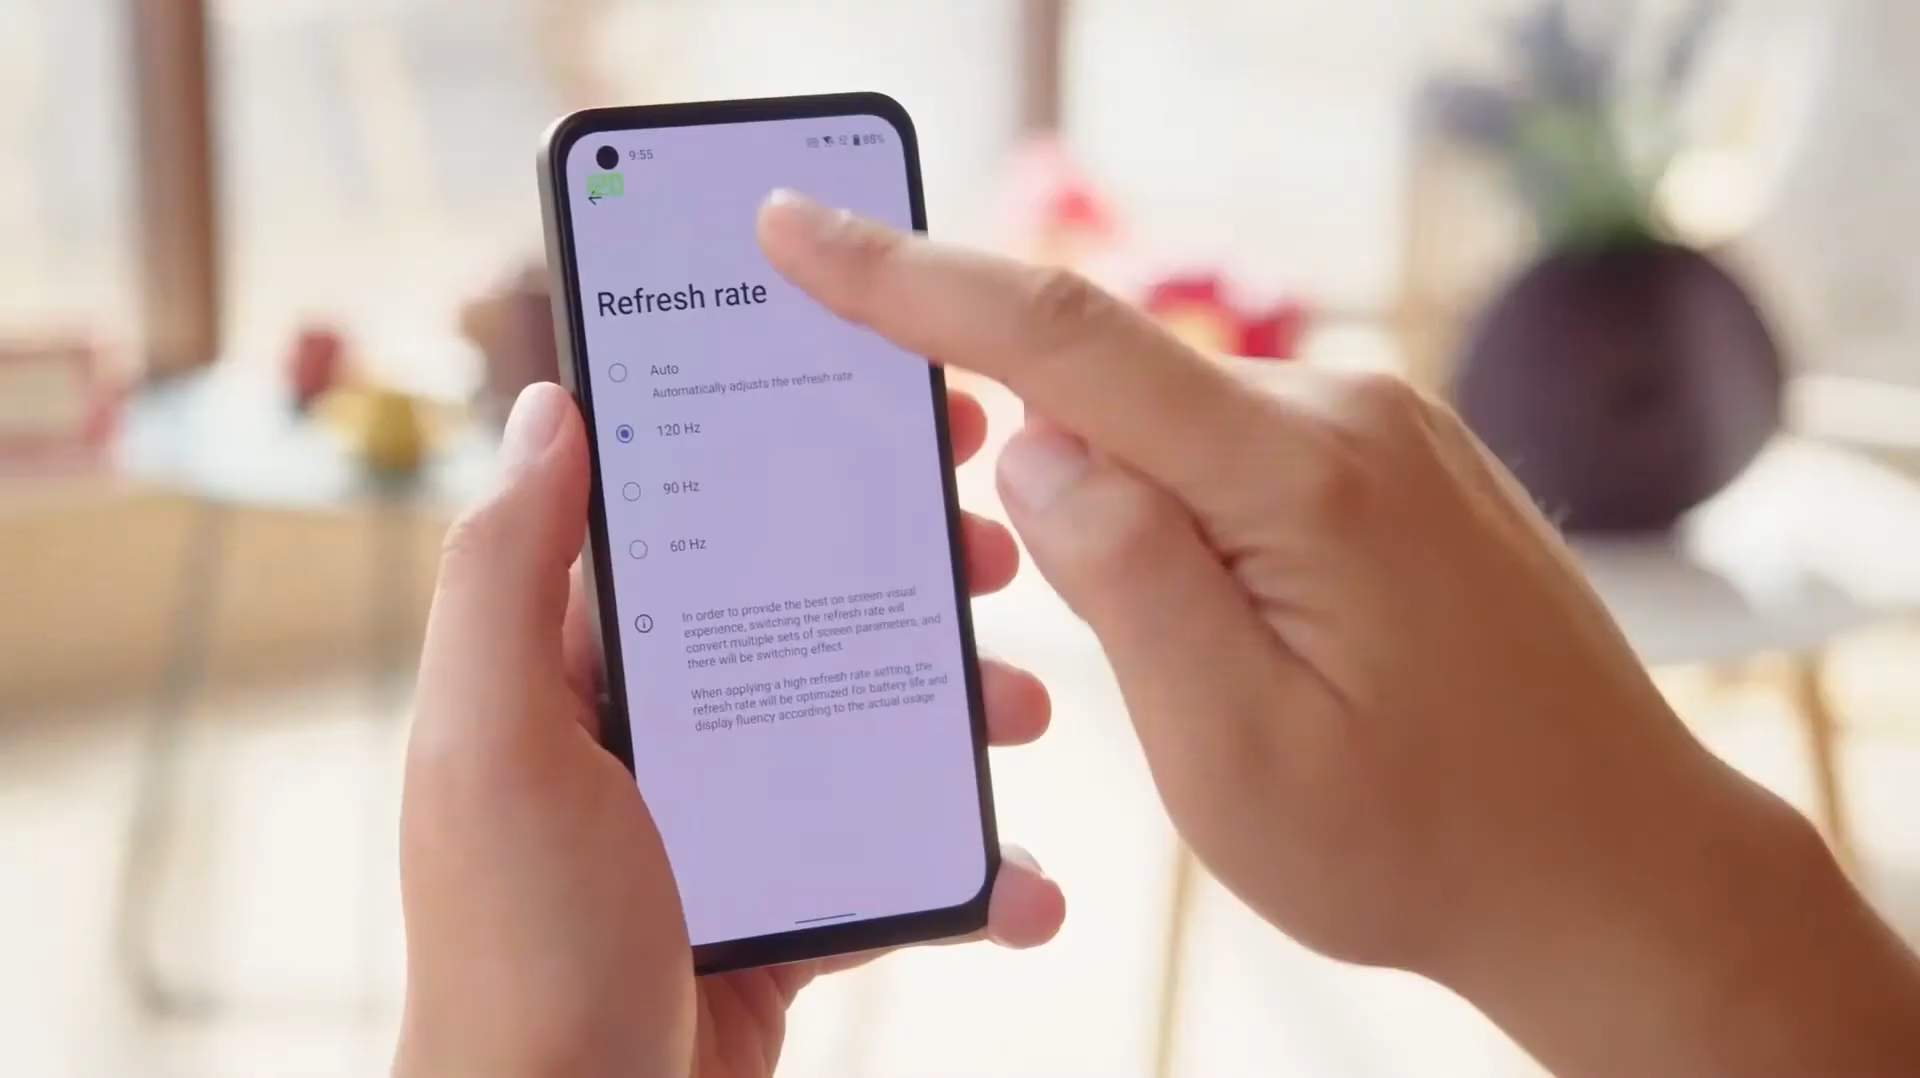 9:55
88%
Refresh rate
Auto
Automatically adjusts the refresh rate
120 Hz
90 Hz
60 Hz
In order to provide the best on screen visual
experience, switching the refresh rate will
convert multiple sets of screen parameters, and
there will be switching effect
When applying a high refresh rate setting, the
refresh rate will be optimized for battery life and
display fluency according to the actual usage